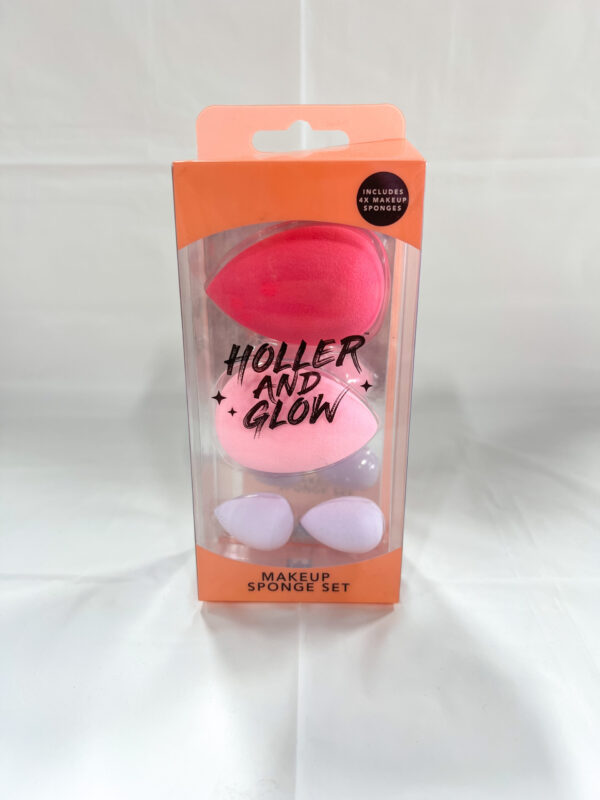 INCLUDES
4X MAKEUP
SPONGES
HOLLER
AND
GLOW
MAKEUP
SPONGE SET